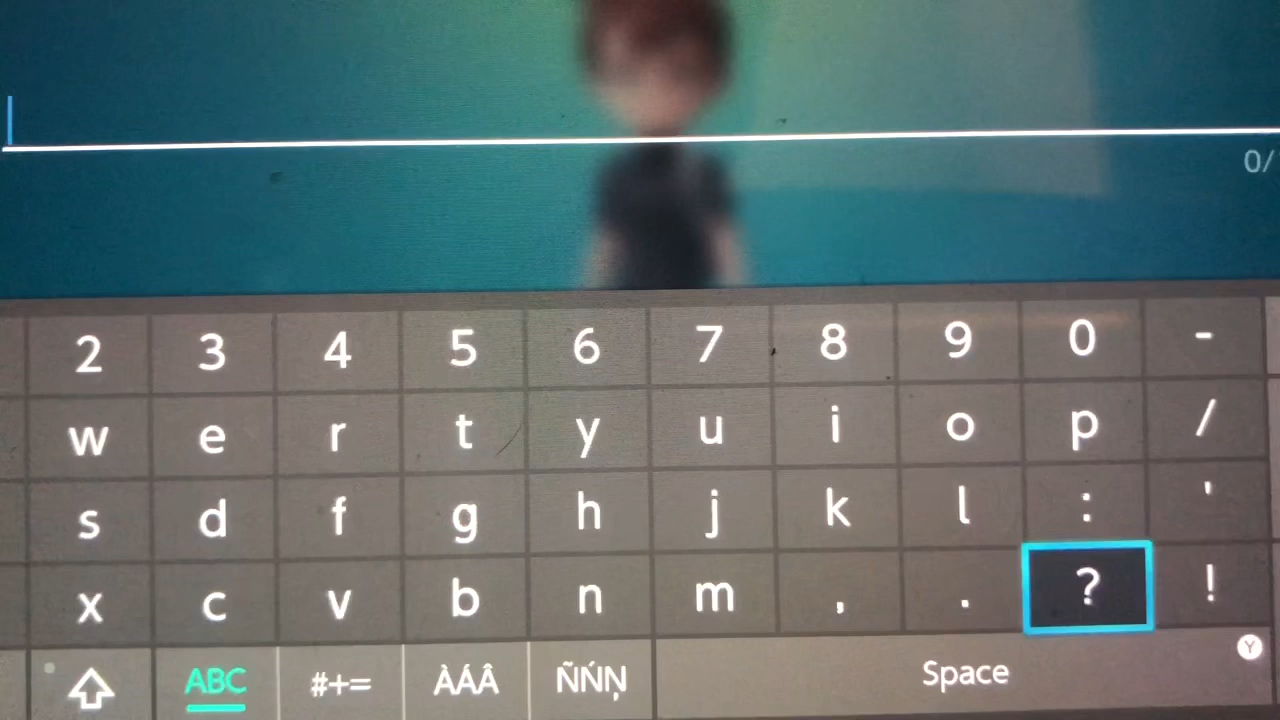 0/
2 3 4 5 6 7 8 9 0 -
w e r t y u i o p /
s d f g h j k l : '
x c v b n m , . ? !
ABC #+= ÀÁÂ ÑŃŅ Space Y